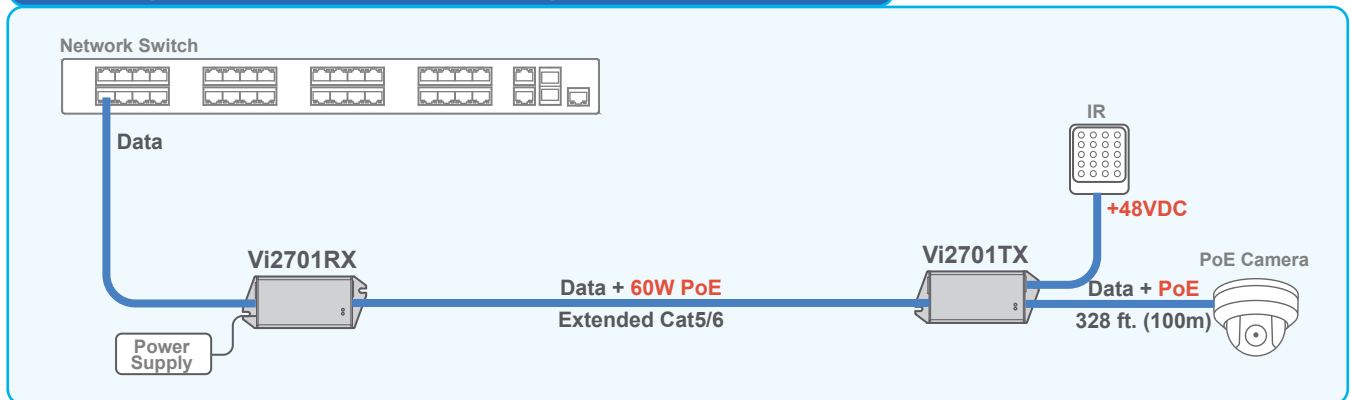 Network Switch
Data
IR
+48VDC
Vi2701RX
Vi2701TX
PoE Camera
Data + 60W PoE
Extended Cat5/6
Data + PoE
328 ft. (100m)
Power
Supply